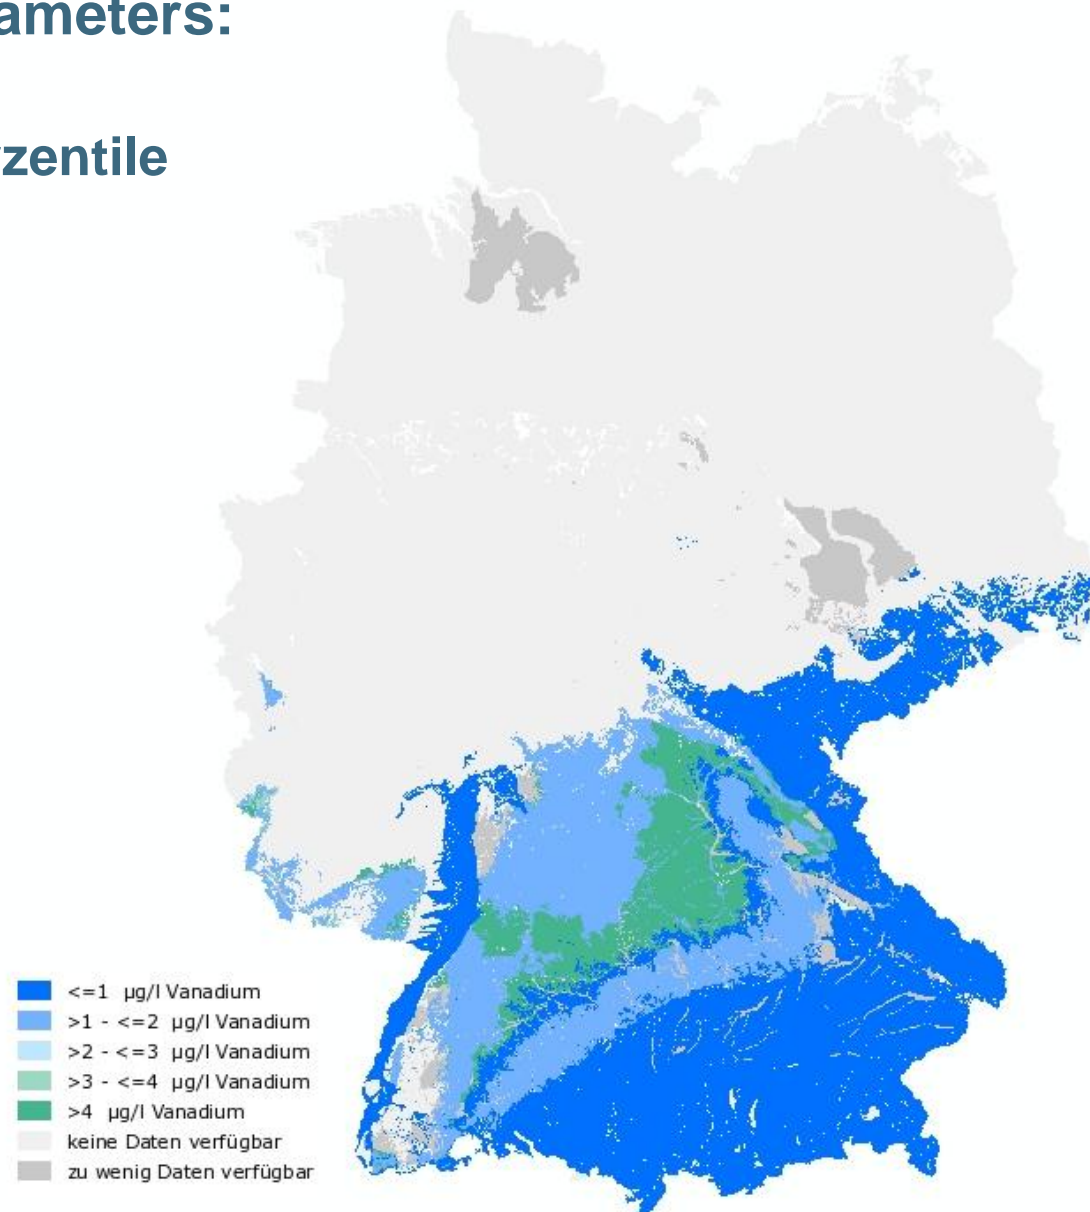 ameters:
zentile
<=1 µg/l Vanadium
>1 - <=2 µg/l Vanadium
>2 - <=3 µg/l Vanadium
>3 - <=4 µg/l Vanadium
>4 µg/l Vanadium
keine Daten verfügbar
zu wenig Daten verfügbar